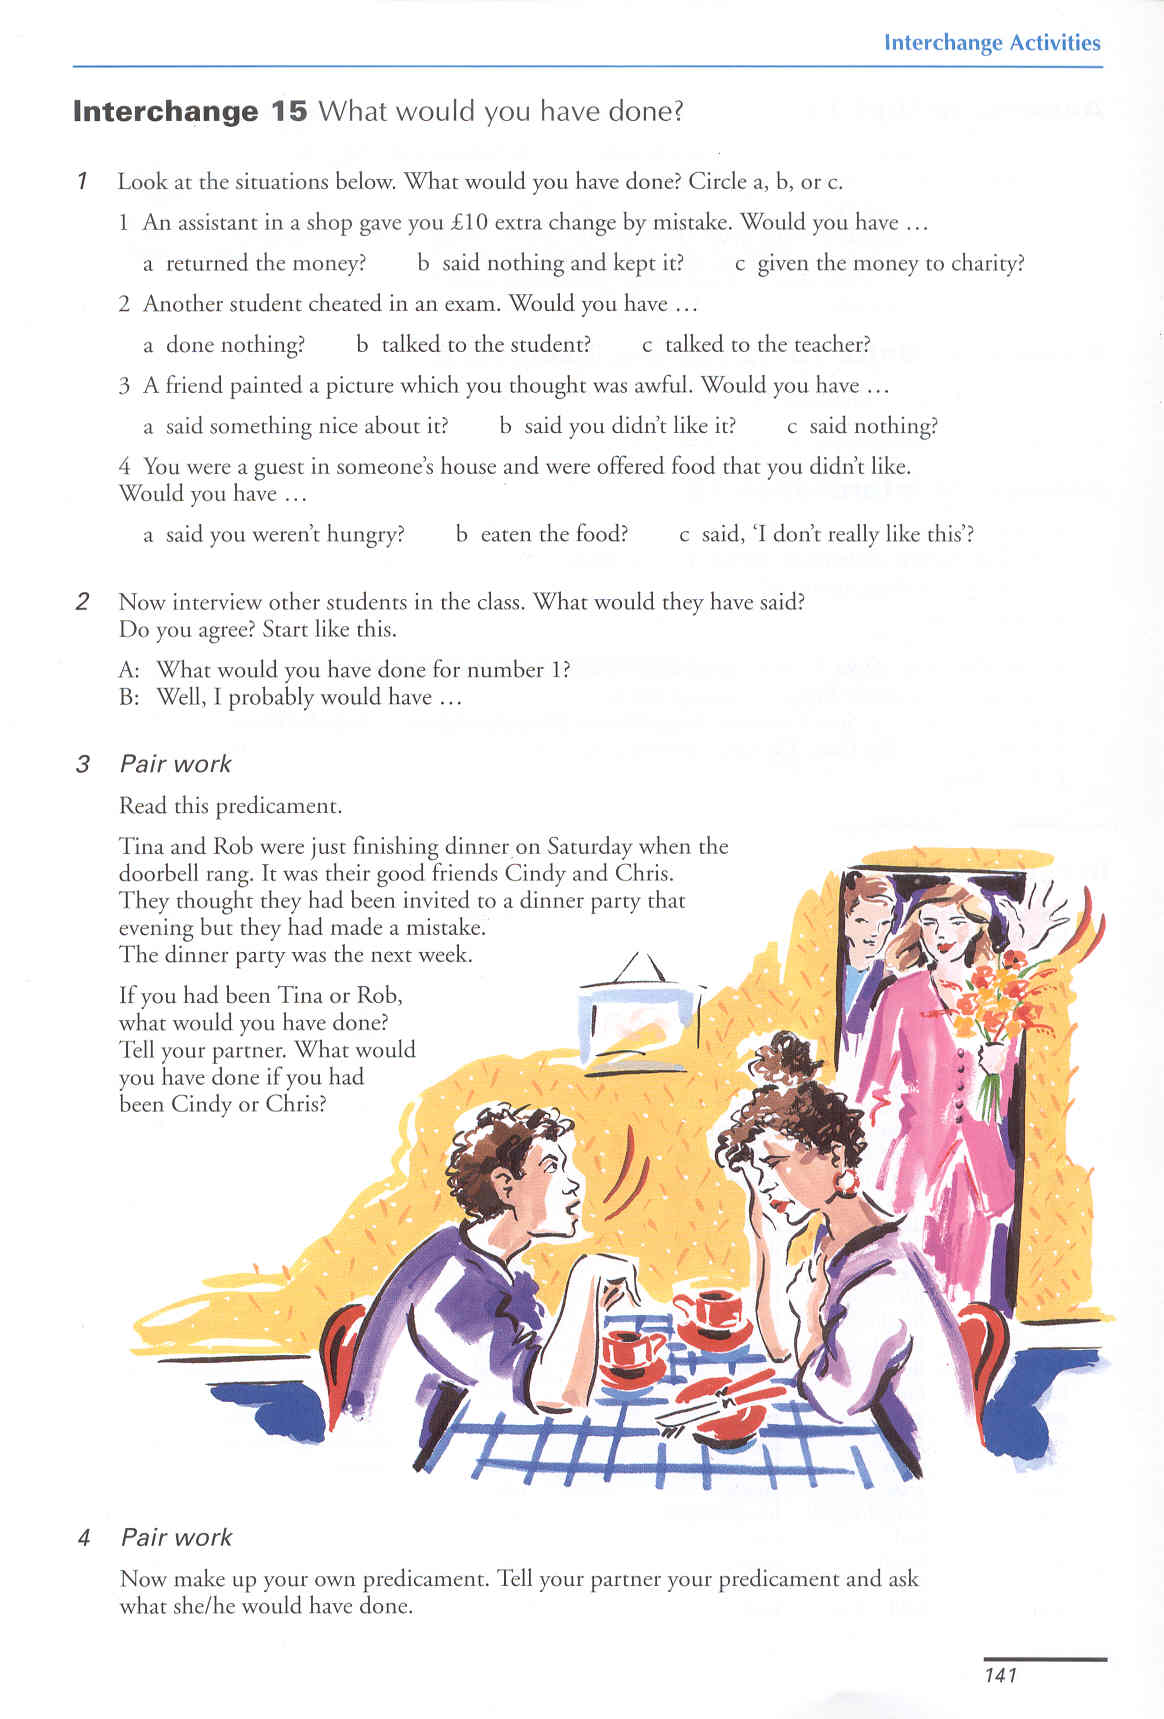 Interchange Activities
Interchange 15 What would you have done?
1 Look at the situations below. What would you have done? Circle a, b, or c.
1 An assistant in a shop gave you £10 extra change by mistake. Would you have ...
a returned the money? b said nothing and kept it? c given the money to charity?
2 Another student cheated in an exam. Would you have ...
a done nothing? b talked to the student? c talked to the teacher?
3 A friend painted a picture which you thought was awful. Would you have ...
a said something nice about it? b said you didn't like it? c said nothing?
4 You were a guest in someone's house and were offered food that you didn't like.
Would you have ...
a said you weren't hungry? b eaten the food? c said, ‘I don't really like this’?
2 Now interview other students in the class. What would they have said?
Do you agree? Start like this.
A: What would you have done for number 1?
B: Well, I probably would have ...
3 Pair work
Read this predicament.
Tina and Rob were just finishing dinner on Saturday when the
doorbell rang. It was their good friends Cindy and Chris.
They thought they had been invited to a dinner party that
evening but they had made a mistake.
The dinner party was the next week.
If you had been Tina or Rob,
what would you have done?
Tell your partner. What would
you have done if you had
been Cindy or Chris?
4 Pair work
Now make up your own predicament. Tell your partner your predicament and ask
what she/he would have done.
141